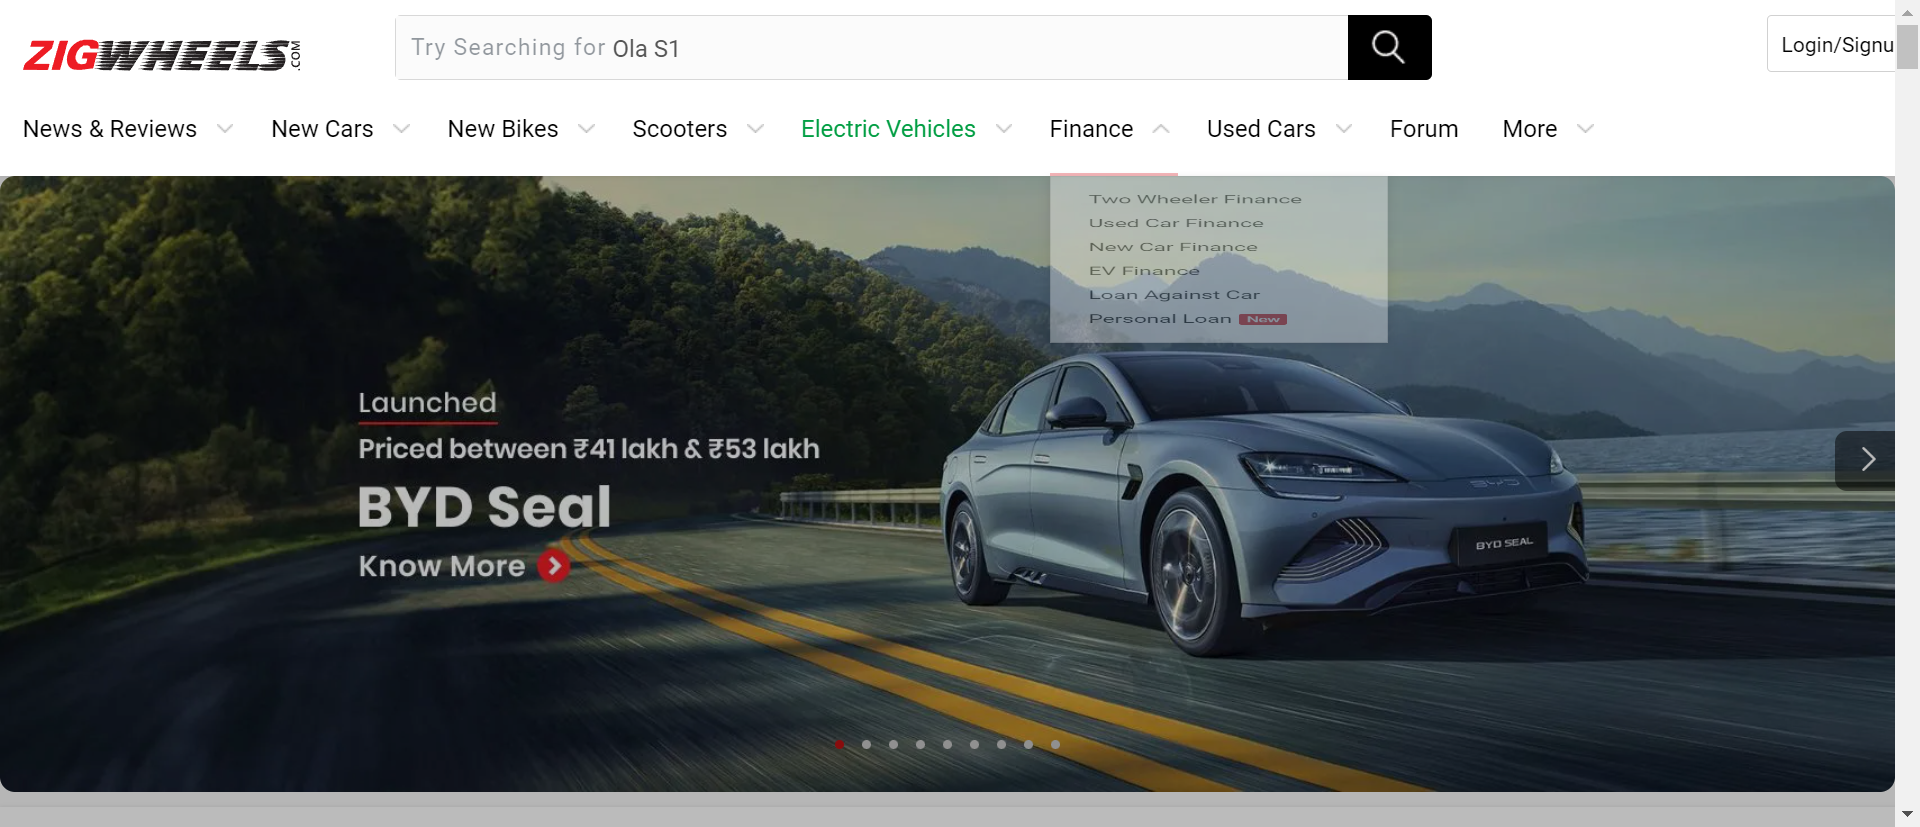 ZIGWHEELS.COM
Try Searching for Ola S1
Login/Signu
News & Reviews
New Cars
New Bikes
Scooters
Electric Vehicles
Finance
Used Cars
Forum
More
Two Wheeler Finance
Used Car Finance
New Car Finance
EV Finance
Loan Against Car
Personal Loan New
Launched
Priced between ₹41 lakh & ₹53 lakh
BYD Seal
Know More
BYD
BYD SEAL